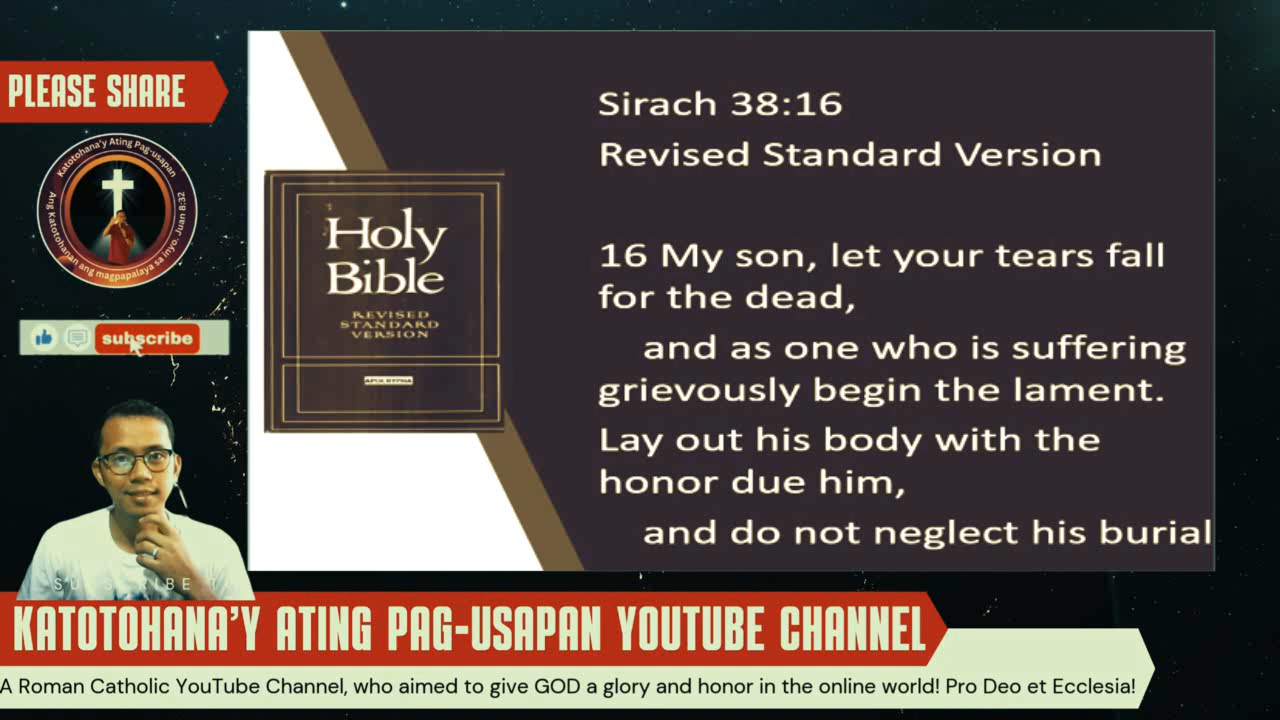 PLEASE SHARE
Katotohana'y Ating Pag-usapan
Ang Katotohanan ang magpapalaya sa inyo. Juan 8:32
subscribe
Holy
Bible
REVISED
STANDARD
VERSION
APOCRYPHA
Sirach 38:16
Revised Standard Version
16 My son, let your tears fall
for the dead,
and as one who is suffering
grievously begin the lament.
Lay out his body with the
honor due him,
and do not neglect his burial
KATOTOHANA'Y ATING PAG-USAPAN YOUTUBE CHANNEL
A Roman Catholic YouTube Channel, who aimed to give GOD a glory and honor in the online world! Pro Deo et Ecclesia!